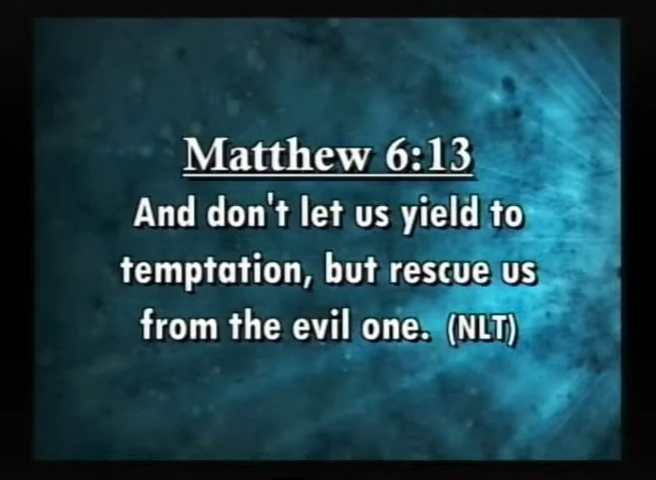 Matthew 6:13
And don't let us yield to
temptation, but rescue us
from the evil one. (NLT)